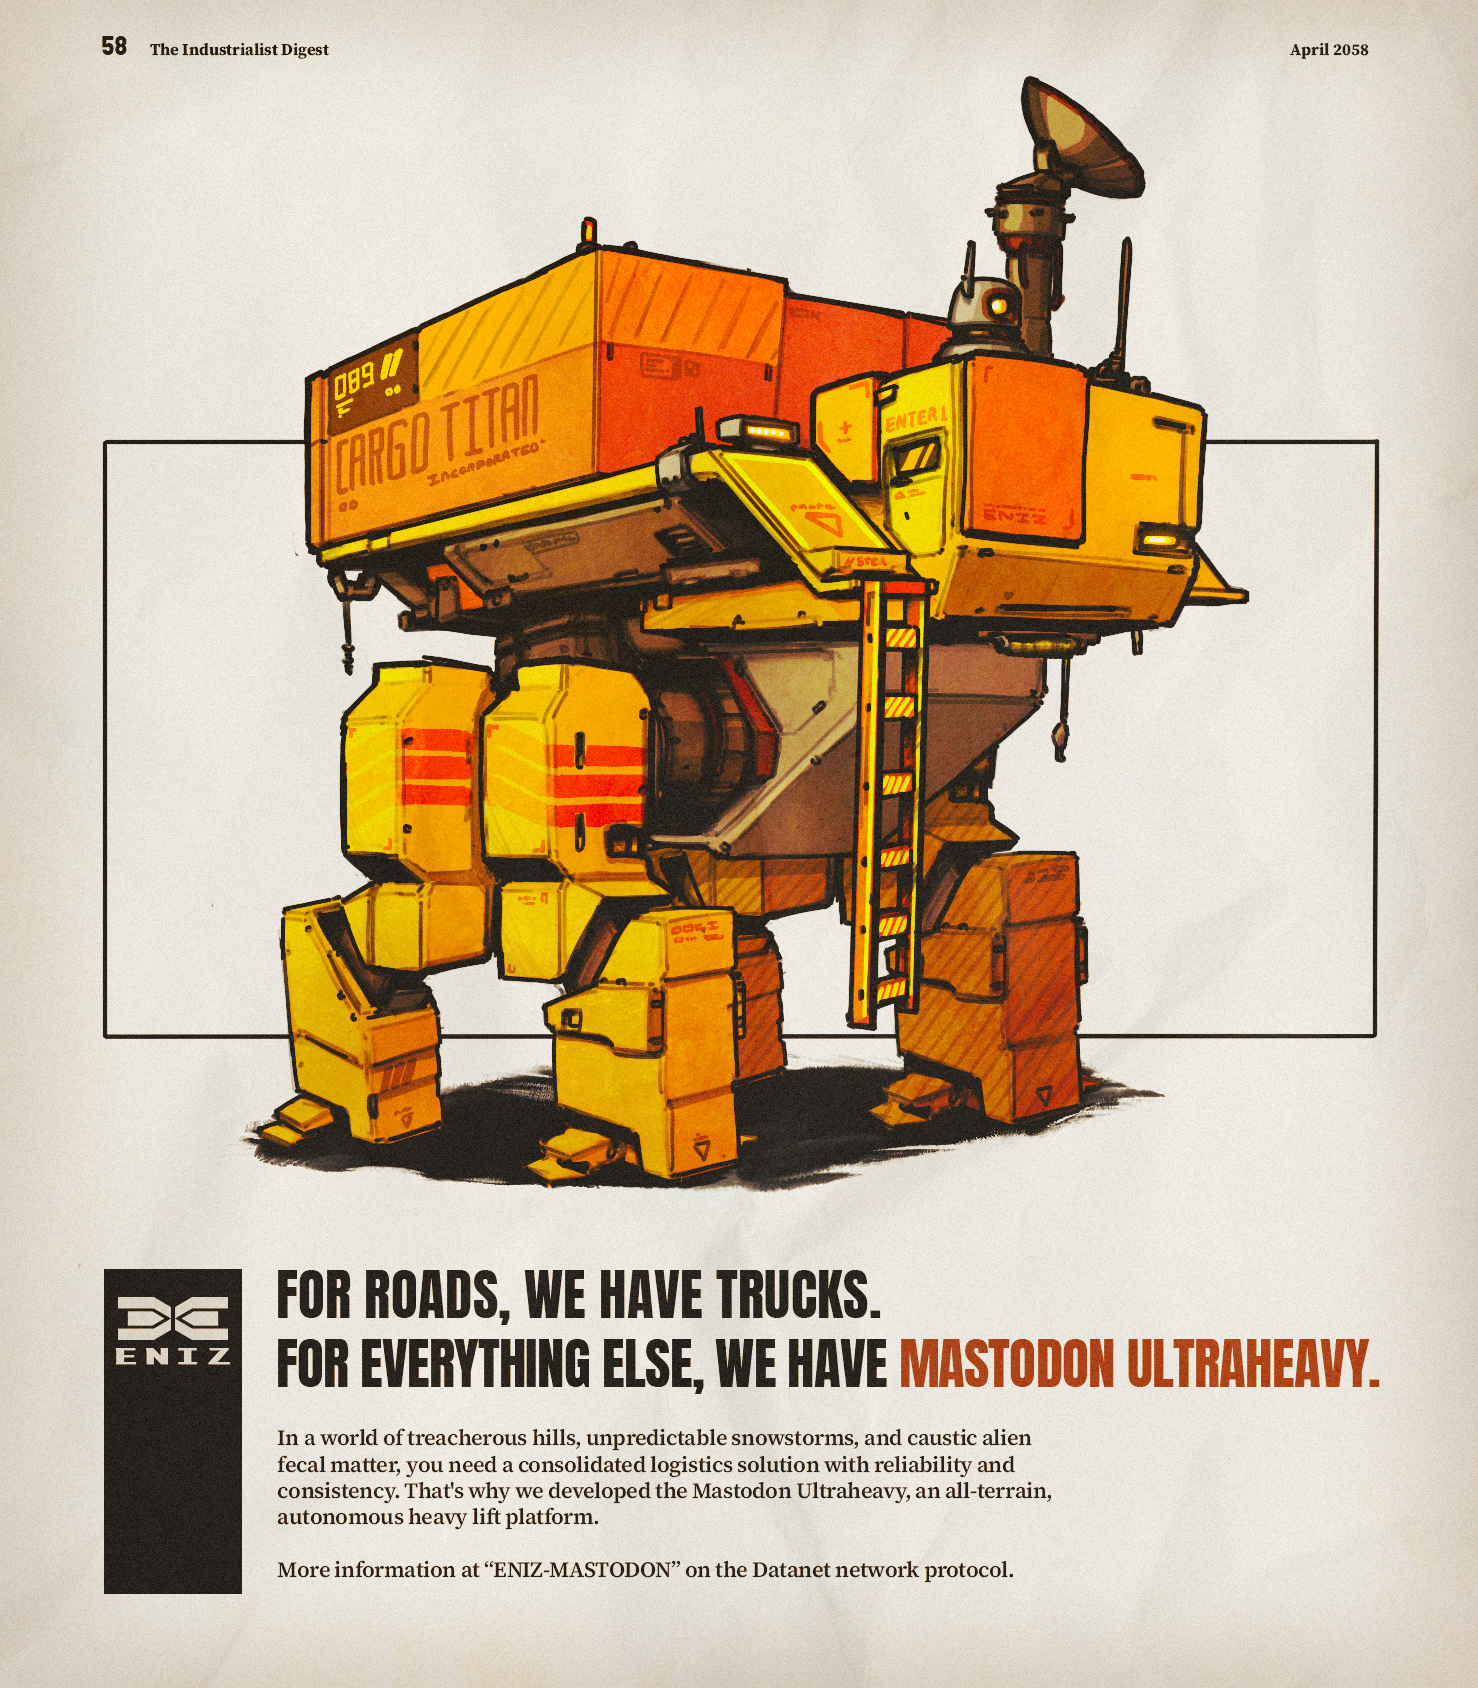 58 The Industrialist Digest April 2058
089
F
CARGO TITAN
INCORPORATED
ENTER↓
ENIZ
ENIZ
FOR ROADS, WE HAVE TRUCKS.
FOR EVERYTHING ELSE, WE HAVE MASTODON ULTRAHEAVY.
In a world of treacherous hills, unpredictable snowstorms, and caustic alien
fecal matter, you need a consolidated logistics solution with reliability and
consistency. That's why we developed the Mastodon Ultraheavy, an all-terrain,
autonomous heavy lift platform.
More information at “ENIZ-MASTODON” on the Datanet network protocol.